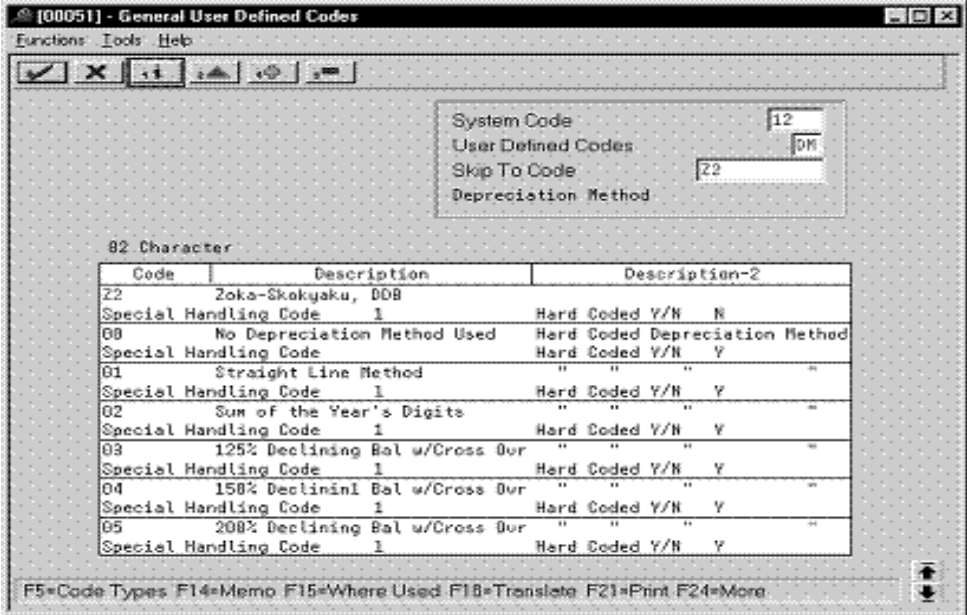 [00051] - General User Defined Codes
Functions Tools Help
System Code 12
User Defined Codes DM
Skip To Code Z2
Depreciation Method
02 Character
Code Description Description-2
Z2 Zoka-Skokyaku, DDB
Special Handling Code 1 Hard Coded Y/N N
00 No Depreciation Method Used Hard Coded Depreciation Method
Special Handling Code Hard Coded Y/N Y
01 Straight Line Method " " " "
Special Handling Code 1 Hard Coded Y/N Y
02 Sum of the Year's Digits " " " "
Special Handling Code 1 Hard Coded Y/N Y
03 125% Declining Bal w/Cross Ovr " " " "
Special Handling Code 1 Hard Coded Y/N Y
04 150% Declinin1 Bal w/Cross Ovr " " " "
Special Handling Code 1 Hard Coded Y/N Y
05 200% Declining Bal w/Cross Ovr " " " "
Special Handling Code 1 Hard Coded Y/N Y
F5=Code Types F14=Memo F15=Where Used F18=Translate F21=Print F24=More